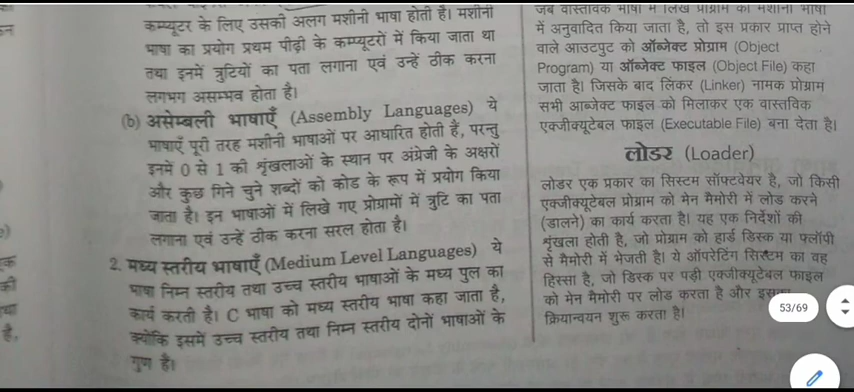 कम्प्यूटर के लिए उसकी अलग मशीनी भाषा होती है। मशीनी
भाषा का प्रयोग प्रथम पीढ़ी के कम्प्यूटरों में किया जाता था
तथा इनमें त्रुटियों का पता लगाना एवं उन्हें ठीक करना
लगभग असम्भव होता है।
(b) असेम्बली भाषाएँ (Assembly Languages) ये
भाषाएँ पूरी तरह मशीनी भाषाओं पर आधारित होती हैं, परन्तु
इनमें 0 से 1 की शृंखलाओं के स्थान पर अंग्रेजी के अक्षरों
और कुछ गिने चुने शब्दों को कोड के रूप में प्रयोग किया
जाता है। इन भाषाओं में लिखे गए प्रोग्रामों में त्रुटि का पता
लगाना एवं उन्हें ठीक करना सरल होता है।
2. मध्य स्तरीय भाषाएँ (Medium Level Languages) ये
भाषा निम्न स्तरीय तथा उच्च स्तरीय भाषाओं के मध्य पुल का
कार्य करती है। C भाषा को मध्य स्तरीय भाषा कहा जाता है,
क्योंकि इसमें उच्च स्तरीय तथा निम्न स्तरीय दोनों भाषाओं के
गुण है।
जब वास्तविक भाषा में लिखे प्रोग्राम को मशीनी भाषा
में अनुवादित किया जाता है, तो इस प्रकार प्राप्त होने
वाले आउटपुट को ऑब्जेक्ट प्रोग्राम (Object
Program) या ऑब्जेक्ट फाइल (Object File) कहा
जाता है। जिसके बाद लिंकर (Linker) नामक प्रोग्राम
सभी आब्जेक्ट फाइल को मिलाकर एक वास्तविक
एक्जीक्यूटेबल फाइल (Executable File) बना देता है।
लोडर (Loader)
लोडर एक प्रकार का सिस्टम सॉफ्टवेयर है, जो किसी
एक्जीक्यूटेबल प्रोग्राम को मेन मैमोरी में लोड करने
(डालने) का कार्य करता है। यह एक निर्देशों की
शृंखला होती है, जो प्रोग्राम को हार्ड डिस्क या फ्लॉपी
से मैमोरी में भेजती है। ये ऑपरेटिंग सिस्टम का वह
हिस्सा है, जो डिस्क पर पड़ी एक्जीक्यूटेबल फाइल
को मेन मैमोरी पर लोड करता है और
क्रियान्वयन शुरू करता है।
53/69